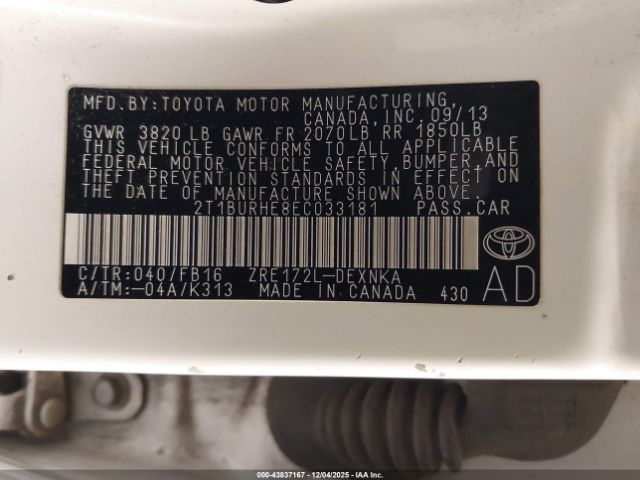 MFD.BY:TOYOTA MOTOR MANUFACTURING,
CANADA,INC.09/13
GVWR 3820LB GAWR FR 2070LB RR 1850LB
THIS VEHICLE CONFORMS TO ALL APPLICABLE
FEDERAL MOTOR VEHICLE SAFETY,BUMPER,AND
THEFT PREVENTION STANDARDS IN EFFECT ON
THE DATE OF MANUFACTURE SHOWN ABOVE.
2T1BURHE8EC033181 PASS.CAR
C/TR:040/FB16 ZRE172L-DEXNKA
A/TM:-04A/K313 MADE IN CANADA 430
AD
200-43837167 - 12/04/2025 - IAA Inc.